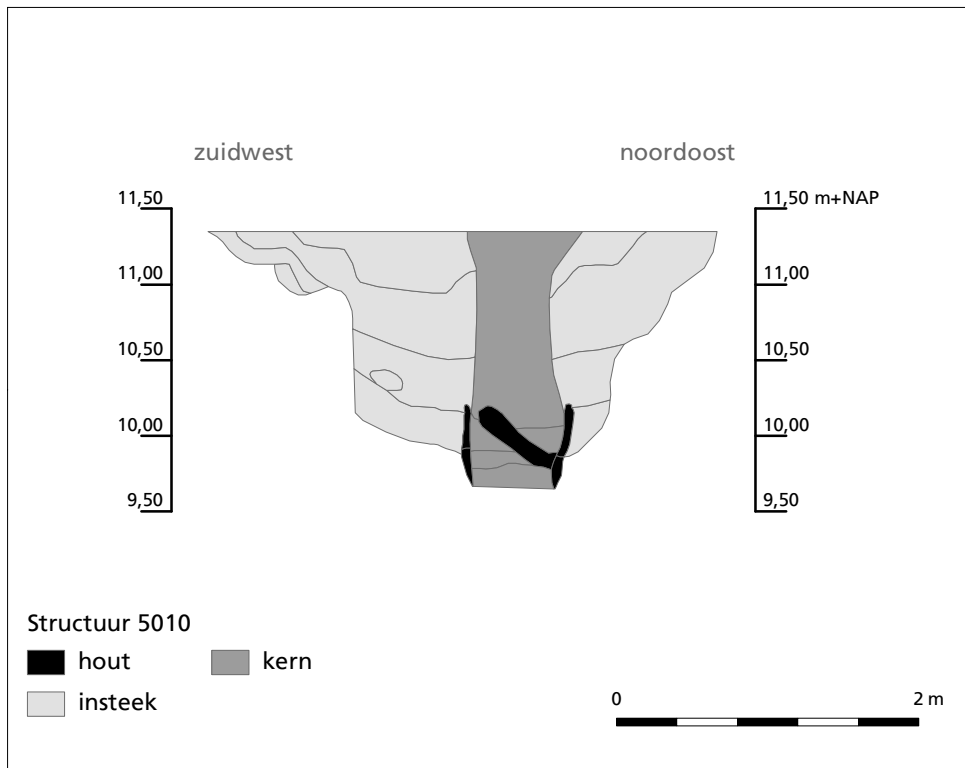 zuidwest noordoost
11,50 11,50 m+NAP
11,00 11,00
10,50 10,50
10,00 10,00
9,50 9,50
Structuur 5010
hout kern
insteek
0 2 m